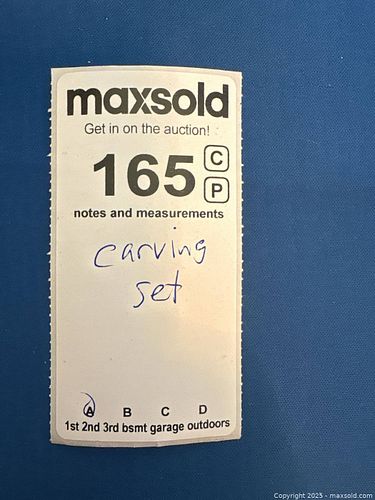 maxsold
Get in on the auction!
165 C
P
notes and measurements
carving
set
A B C D
1st 2nd 3rd bsmt garage outdoors
Copyright 2025 - maxsold.com